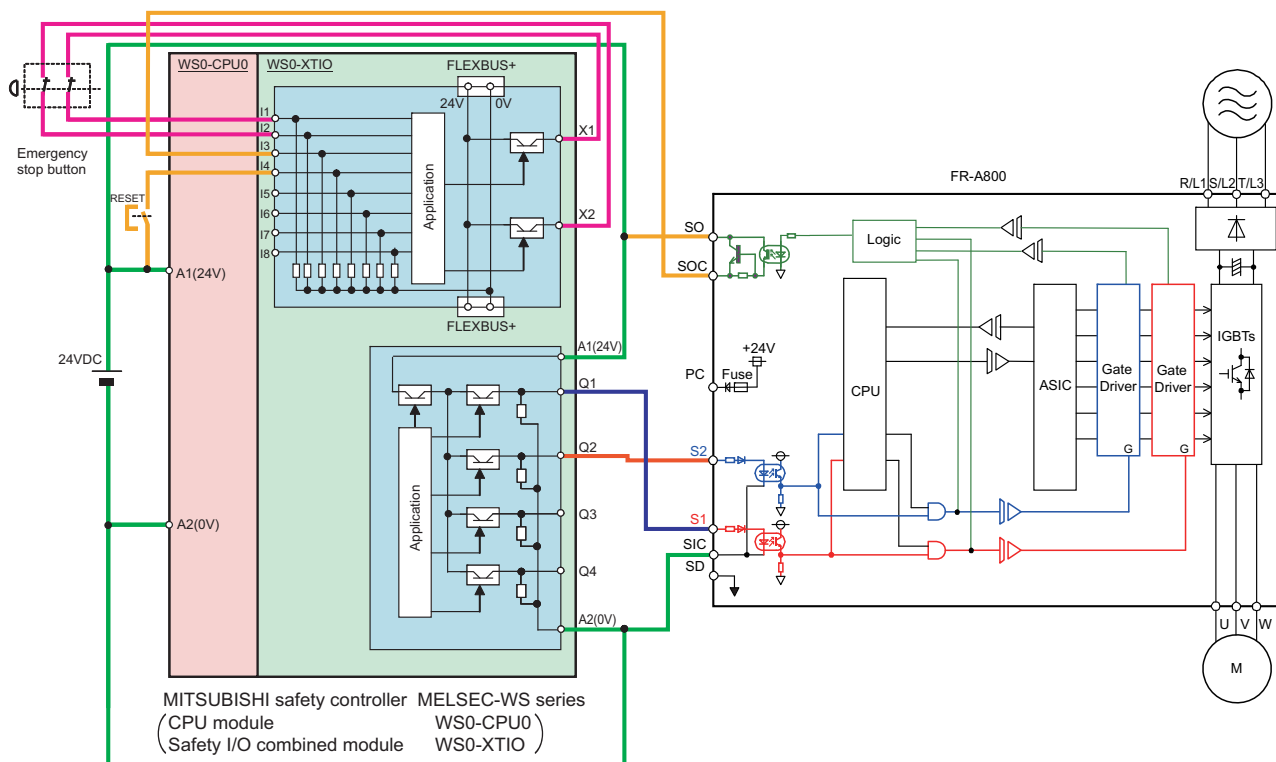 WS0-CPU0
WS0-XTIO
FLEXBUS+
24V 0V
I1
I2
I3
I4
I5
I6
I7
I8
Application
X1
X2
FLEXBUS+
Emergency
stop button
RESET
A1(24V)
24VDC
A2(0V)
A1(24V)
Q1
Q2
Q3
Q4
A2(0V)
Application
MITSUBISHI safety controller MELSEC-WS series
CPU module WS0-CPU0
Safety I/O combined module WS0-XTIO
FR-A800
R/L1 S/L2 T/L3
SO
SOC
Logic
PC
Fuse
+24V
CPU
ASIC
Gate
Driver
G
Gate
Driver
G
IGBTs
S2
S1
SIC
SD
U V W
M